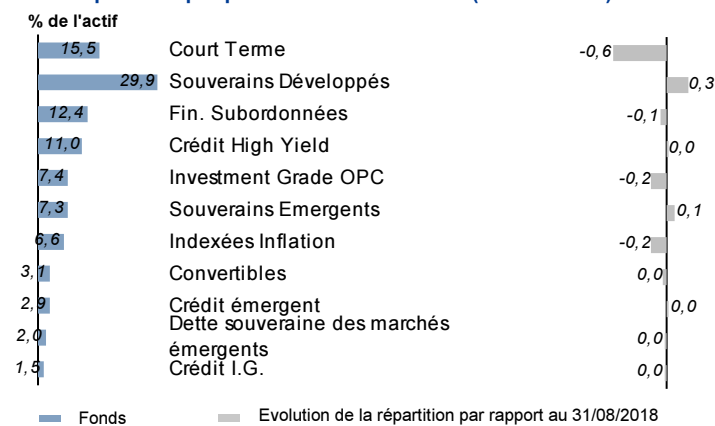 % de l'actif
15,5 Court Terme -0,6
29,9 Souverains Développés 0,3
12,4 Fin. Subordonnées -0,1
11,0 Crédit High Yield 0,0
7,4 Investment Grade OPC -0,2
7,3 Souverains Emergents 0,1
6,6 Indexées Inflation -0,2
3,1 Convertibles 0,0
2,9 Crédit émergent 0,0
2,0 Dette souveraine des marchés émergents 0,0
1,5 Crédit I.G. 0,0
Fonds Evolution de la répartition par rapport au 31/08/2018